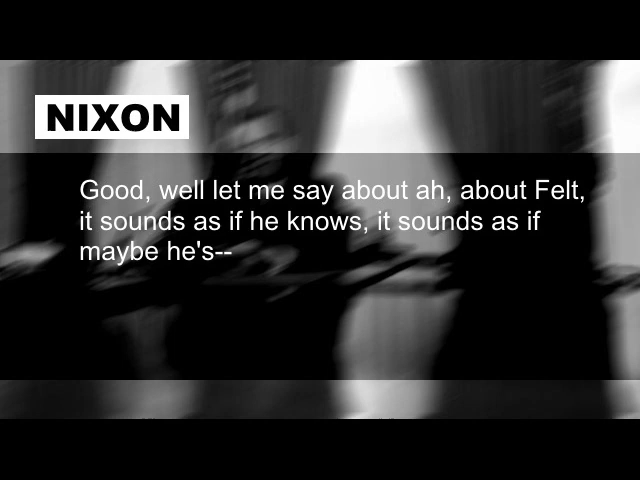 NIXON
Good, well let me say about ah, about Felt,
it sounds as if he knows, it sounds as if
maybe he's--